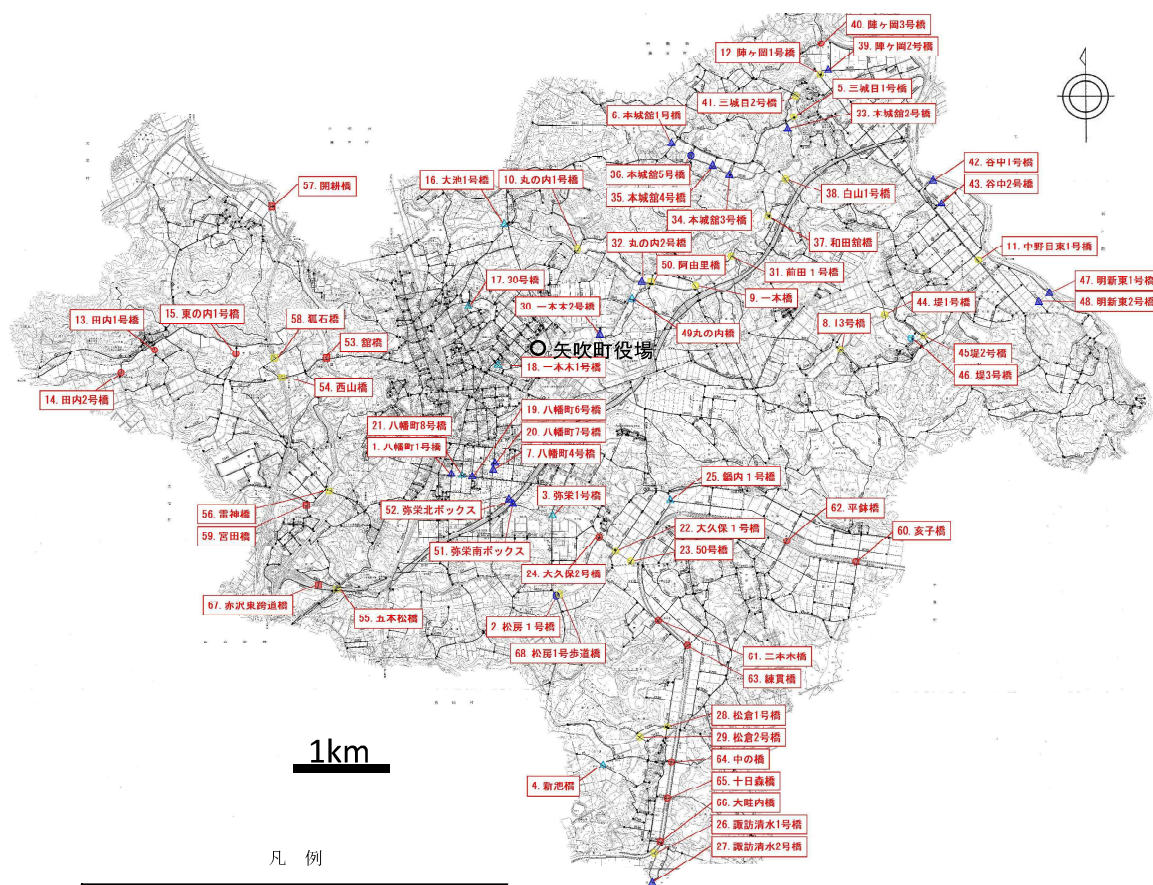 40. 陣ヶ岡3号橋
12. 陣ヶ岡1号橋
39. 陣ヶ岡2号橋
5. 三城目1号橋
41. 三城目2号橋
33. 本城舘2号橋
6. 本城舘1号橋
42. 谷中1号橋
36. 本城舘5号橋
16. 大池1号橋
10. 丸の内1号橋
57. 開耕橋
38. 白山1号橋
35. 本城舘4号橋
43. 谷中2号橋
34. 本城舘3号橋
32. 丸の内2号橋
37. 和田舘橋
11. 中野目東1号橋
50. 阿由里橋
31. 前田1号橋
17. 30号橋
47. 明新東1号橋
9. 一本橋
44. 堤1号橋
48. 明新東2号橋
30. 一本木2号橋
15. 東の内1号橋
13. 田内1号橋
58. 狐石橋
49丸の内橋
8. 13号橋
53. 舘橋
矢吹町役場
45堤2号橋
18. 一本木1号橋
46. 堤3号橋
54. 西山橋
14. 田内2号橋
19. 八幡町6号橋
21. 八幡町8号橋
20. 八幡町7号橋
1. 八幡町1号橋
7. 八幡町4号橋
25. 鍋内1号橋
3. 弥栄1号橋
52. 弥栄北ボックス
62. 平鉢橋
56. 雷神橋
22. 大久保1号橋
60. 亥子橋
59. 宮田橋
51. 弥栄南ボックス
23. 50号橋
24. 大久保2号橋
67. 赤沢東跨道橋
55. 五本松橋
2. 松房1号橋
68. 松房1号歩道橋
61. 二本木橋
63. 練貫橋
28. 松倉1号橋
29. 松倉2号橋
1km
64. 中の橋
4. 新池橋
65. 十日森橋
66. 大畦内橋
26. 諏訪清水1号橋
27. 諏訪清水2号橋
凡 例